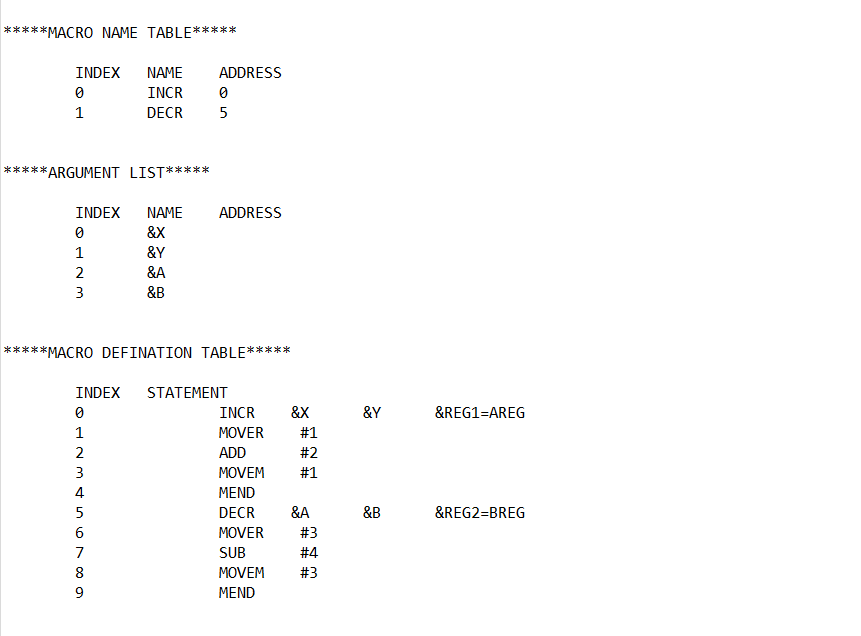 *****MACRO NAME TABLE*****
INDEX NAME ADDRESS
0 INCR 0
1 DECR 5
*****ARGUMENT LIST*****
INDEX NAME ADDRESS
0 &X
1 &Y
2 &A
3 &B
*****MACRO DEFINATION TABLE*****
INDEX STATEMENT
0 INCR &X &Y &REG1=AREG
1 MOVER #1
2 ADD #2
3 MOVEM #1
4 MEND
5 DECR &A &B &REG2=BREG
6 MOVER #3
7 SUB #4
8 MOVEM #3
9 MEND